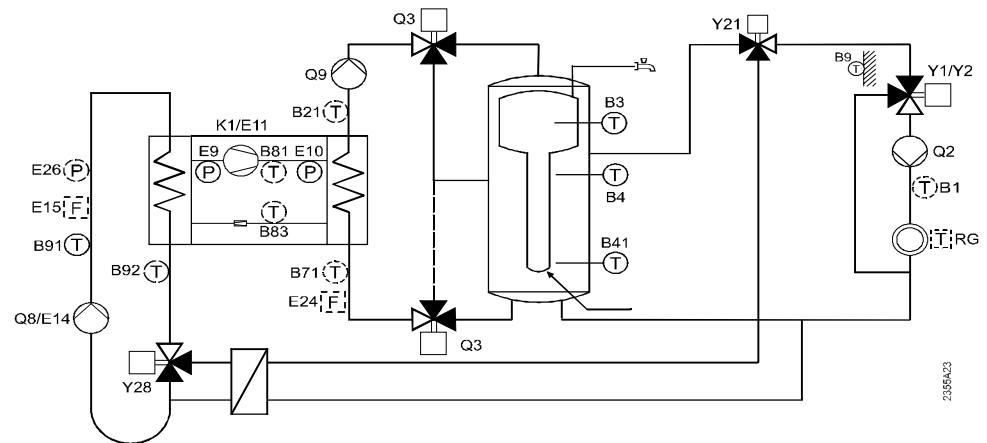 Q3
Y21
B9
T
Y1/Y2
Q9
B21 T
B3
T
K1/E11
E9 B81 E10
P T P
Q2
E26 P
T
B4
T B1
E15 F
T
B83
T RG
B91 T
B92 T
B71 T
B41
T
E24 F
Q8/E14
Q3
Y28
2355A23